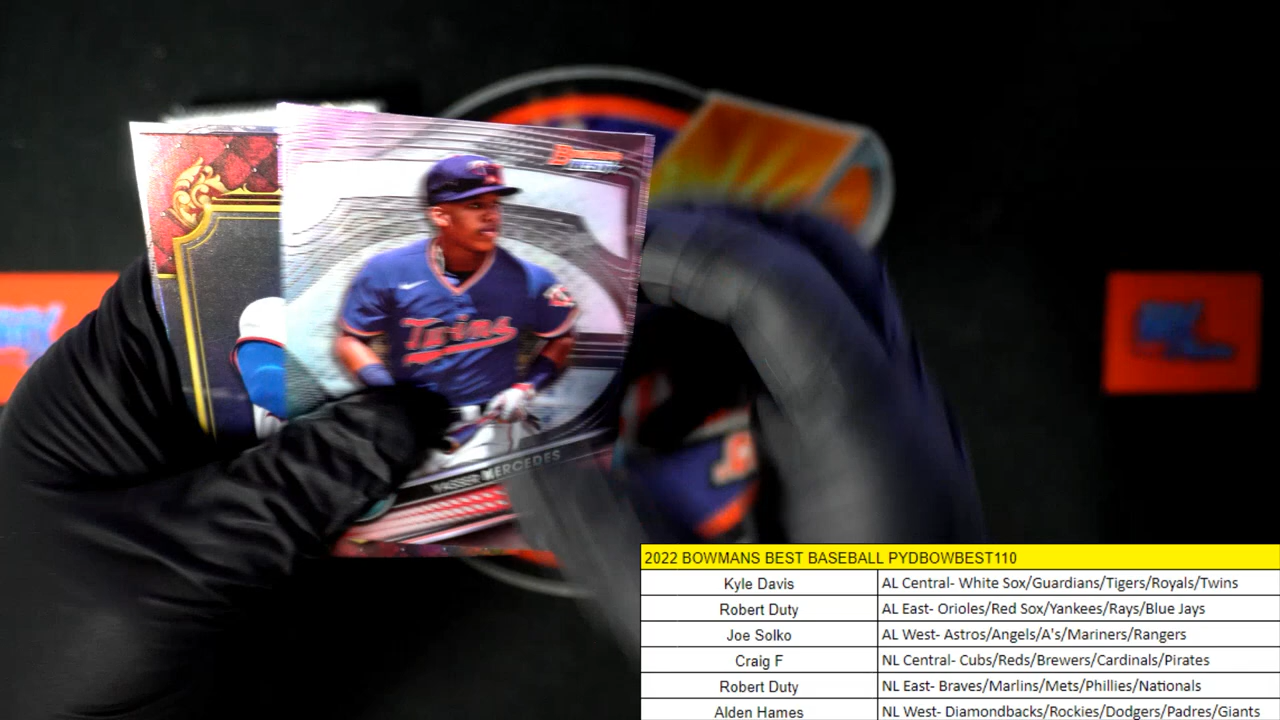 Twins
YASSER MERCEDES
2022 BOWMANS BEST BASEBALL PYDBOWBEST110
Kyle Davis AL Central- White Sox/Guardians/Tigers/Royals/Twins
Robert Duty AL East- Orioles/Red Sox/Yankees/Rays/Blue Jays
Joe Solko AL West- Astros/Angels/A's/Mariners/Rangers
Craig F NL Central- Cubs/Reds/Brewers/Cardinals/Pirates
Robert Duty NL East- Braves/Marlins/Mets/Phillies/Nationals
Alden Hames NL West- Diamondbacks/Rockies/Dodgers/Padres/Giants